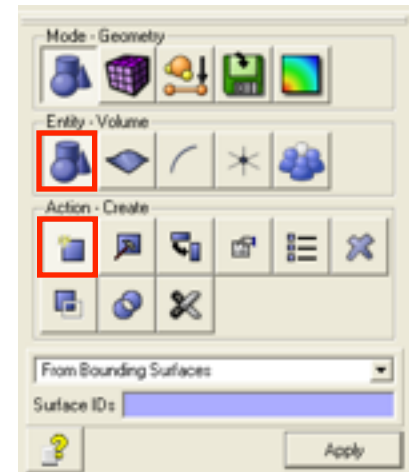 Mode - Geometry
Entity - Volume
Action - Create
From Bounding Surfaces
Surface IDs
Apply